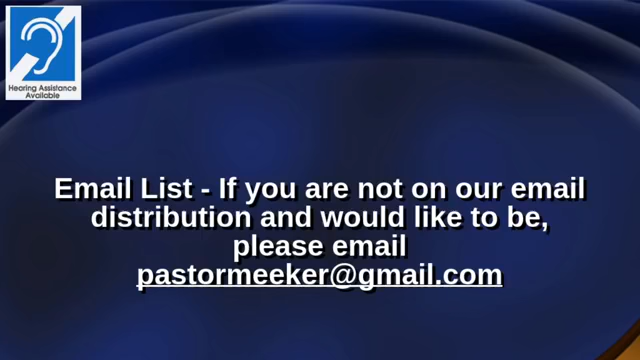 Hearing Assistance
Available
Email List - If you are not on our email
distribution and would like to be,
please email
pastormeeker@gmail.com